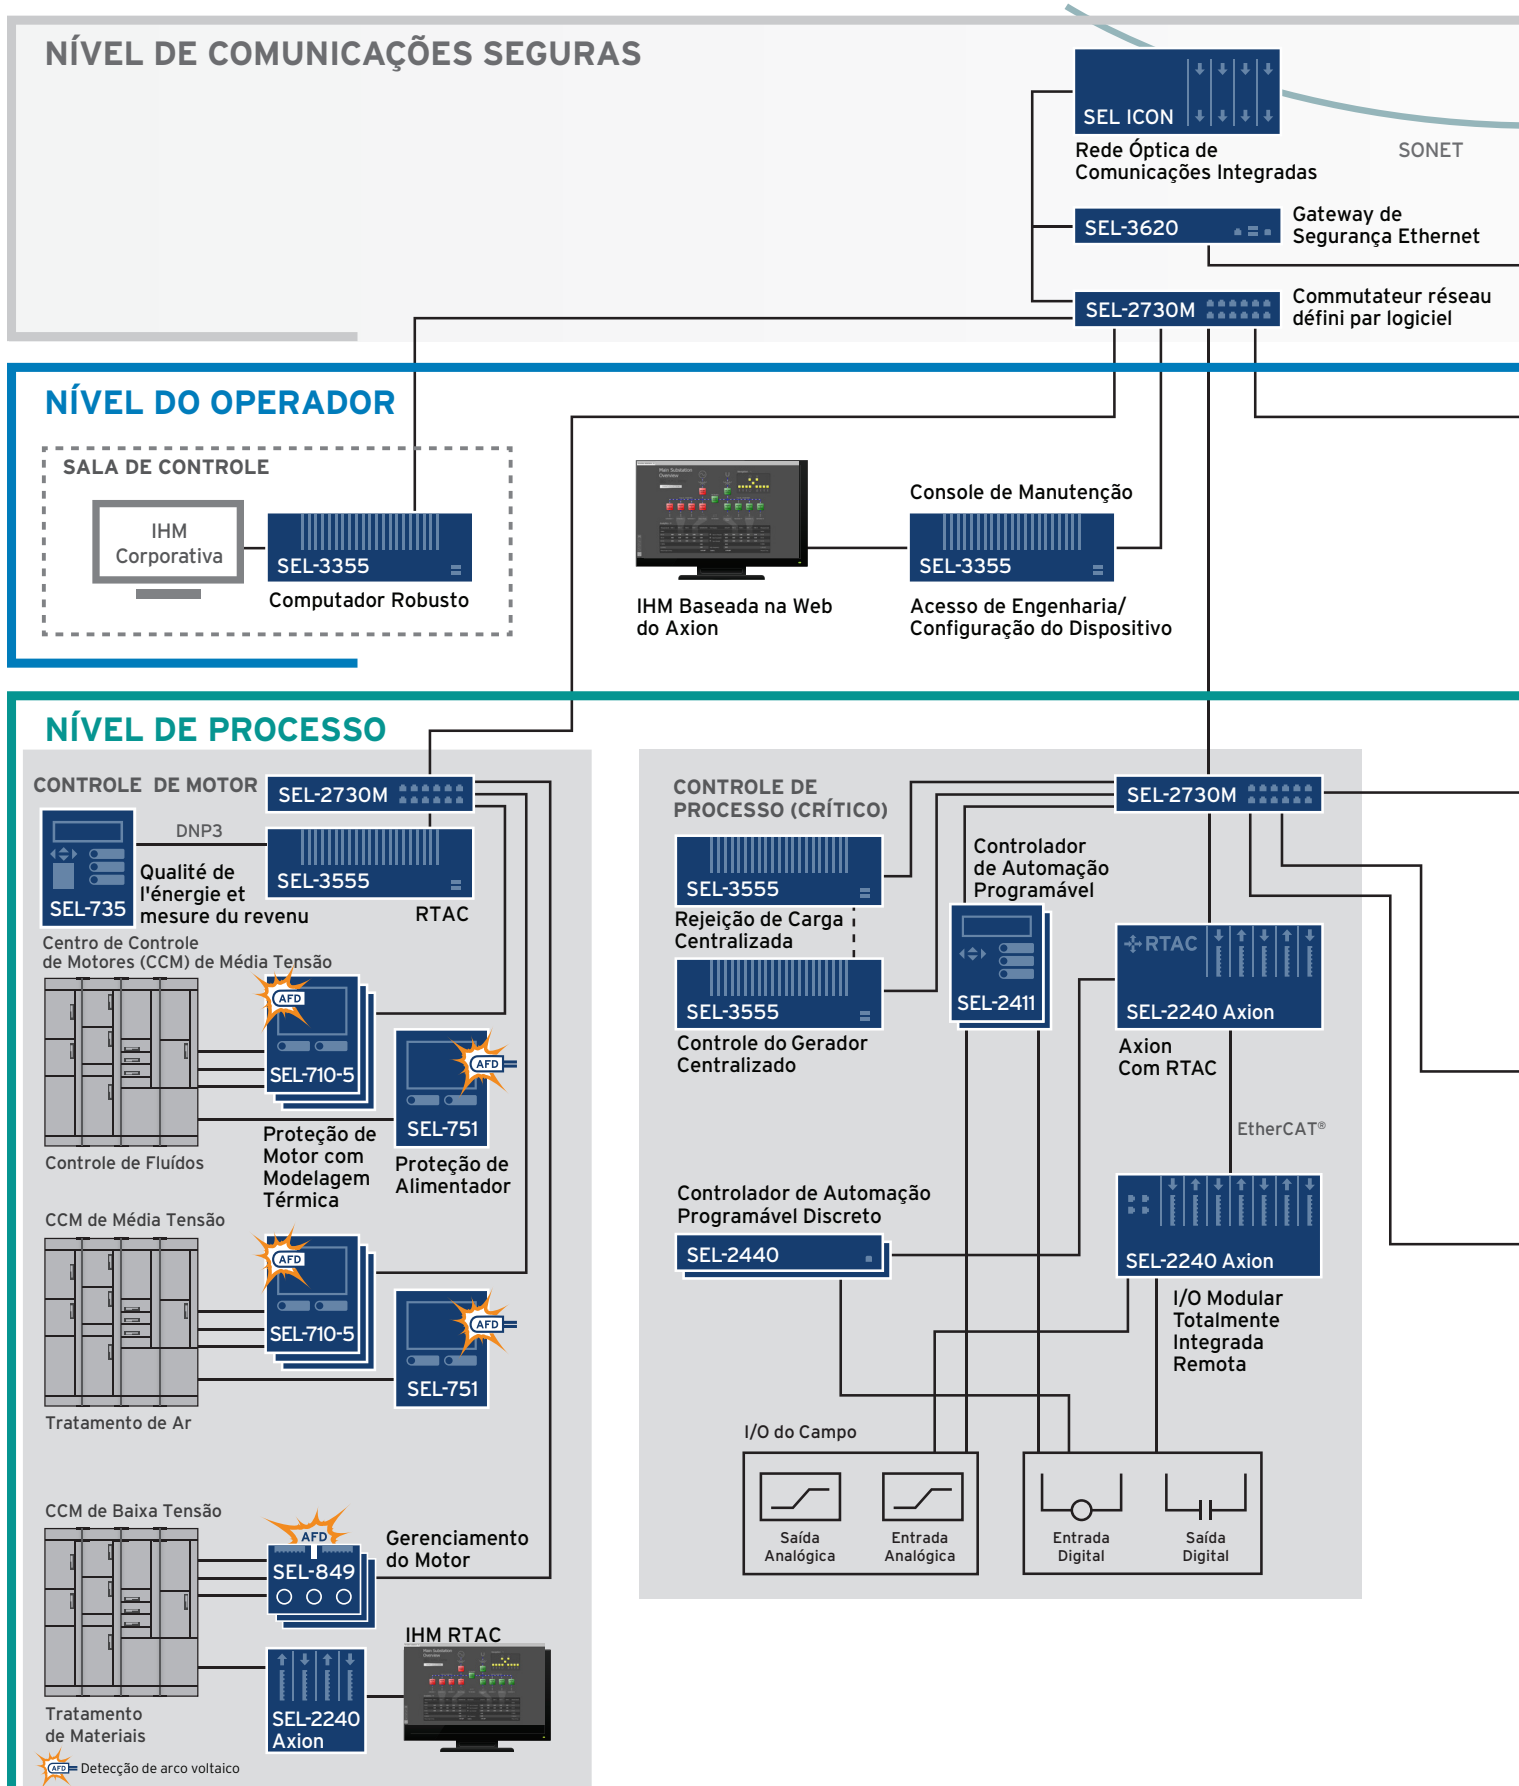 NÍVEL DE COMUNICAÇÕES SEGURAS
SEL ICON
Rede Óptica de
Comunicações Integradas
SONET
SEL-3620
Gateway de
Segurança Ethernet
SEL-2730M
Commutateur réseau
défini par logiciel
NÍVEL DO OPERADOR
SALA DE CONTROLE
IHM
Corporativa
SEL-3355
Computador Robusto
Main Substation
Overview
IHM Baseada na Web
do Axion
Console de Manutenção
SEL-3355
Acesso de Engenharia/
Configuração do Dispositivo
NÍVEL DE PROCESSO
CONTROLE DE MOTOR
SEL-2730M
DNP3
SEL-735
Qualité de
l'énergie et
mesure du revenu
SEL-3555
RTAC
Centro de Controle
de Motores (CCM) de Média Tensão
AFD
SEL-710-5
AFD
SEL-751
Controle de Fluídos
Proteção de
Motor com
Modelagem
Térmica
Proteção de
Alimentador
CCM de Média Tensão
AFD
SEL-710-5
AFD
SEL-751
Tratamento de Ar
CCM de Baixa Tensão
AFD
SEL-849
Gerenciamento
do Motor
IHM RTAC
Main Substation
Overview
SEL-2240
Axion
Tratamento
de Materiais
AFD
Detecção de arco voltaico
CONTROLE DE
PROCESSO (CRÍTICO)
SEL-2730M
SEL-3555
Rejeição de Carga
Centralizada
SEL-3555
Controle do Gerador
Centralizado
Controlador
de Automação
Programável
SEL-2411
RTAC
SEL-2240 Axion
Axion
Com RTAC
EtherCAT®
Controlador de Automação
Programável Discreto
SEL-2440
SEL-2240 Axion
I/O Modular
Totalmente
Integrada
Remota
I/O do Campo
Saída
Analógica
Entrada
Analógica
Entrada
Digital
Saída
Digital